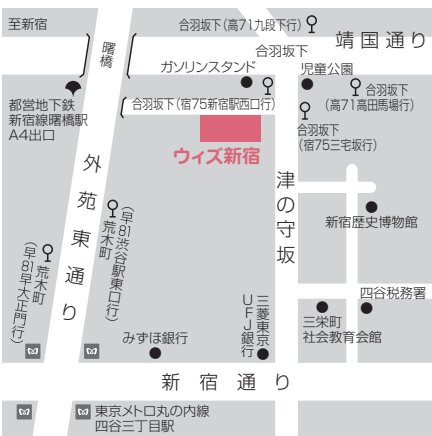 至新宿
合羽坂下(高71九段下行)
靖国通り
曙橋
合羽坂下
ガソリンスタンド
児童公園
都営地下鉄
新宿線曙橋駅
A4出口
合羽坂下(宿75新宿駅西口行)
合羽坂下
(高71高田馬場行)
合羽坂下
(宿75三宅坂行)
ウィズ新宿
外苑東通り
津の守坂
荒木町
(早81渋谷駅東口行)
荒木町
(早81早大正門行)
新宿歴史博物館
四谷税務署
三栄町
社会教育会館
三菱東京
UFJ銀行
みずほ銀行
新宿通り
東京メトロ丸の内線
四谷三丁目駅